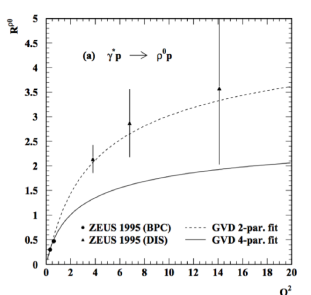 R^ρ0
5
4.5
4
3.5
3
2.5
2
1.5
1
0.5
0
(a) γ*p → ρ⁰p
● ZEUS 1995 (BPC) ---- GVD 2-par. fit
▲ ZEUS 1995 (DIS) —— GVD 4-par. fit
0 2 4 6 8 10 12 14 16 18 20
Q²